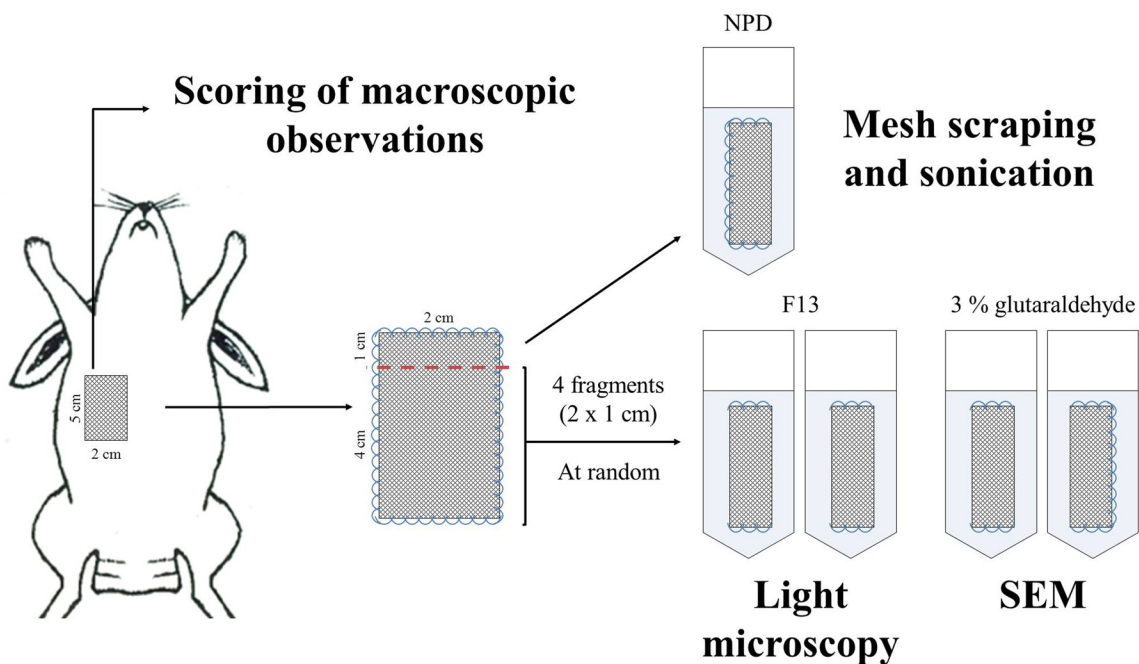 NPD
Scoring of macroscopic
observations
Mesh scraping
and sonication
5 cm
2 cm
2 cm
1 cm
4 cm
4 fragments
(2 x 1 cm)
At random
F13
3 % glutaraldehyde
Light
microscopy
SEM